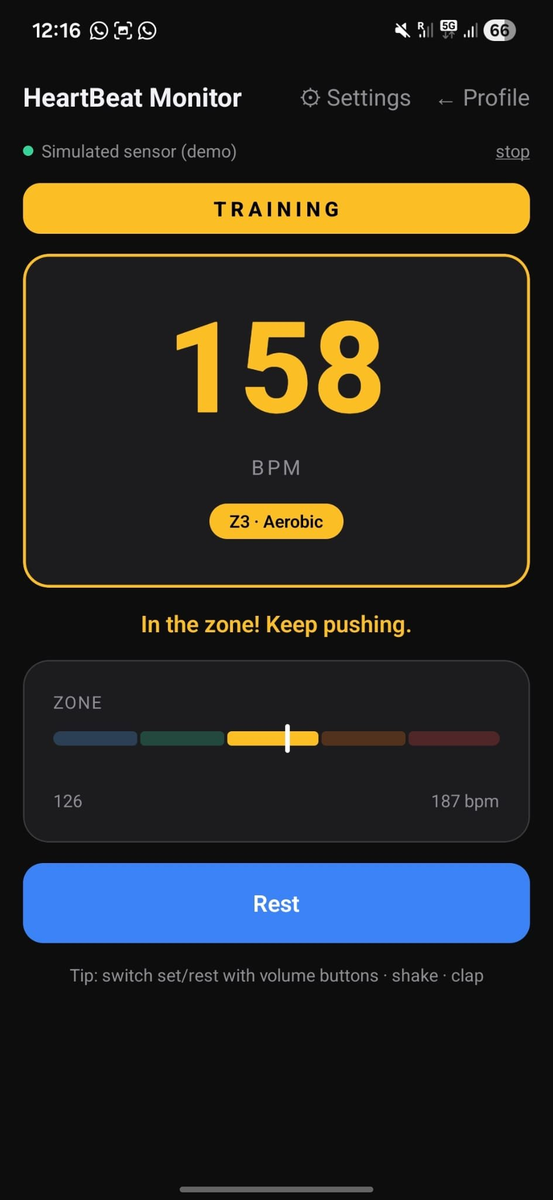 12:16
R 5G 66
HeartBeat Monitor Settings ← Profile
Simulated sensor (demo) stop
TRAINING
158
BPM
Z3 · Aerobic
In the zone! Keep pushing.
ZONE
126 187 bpm
Rest
Tip: switch set/rest with volume buttons · shake · clap